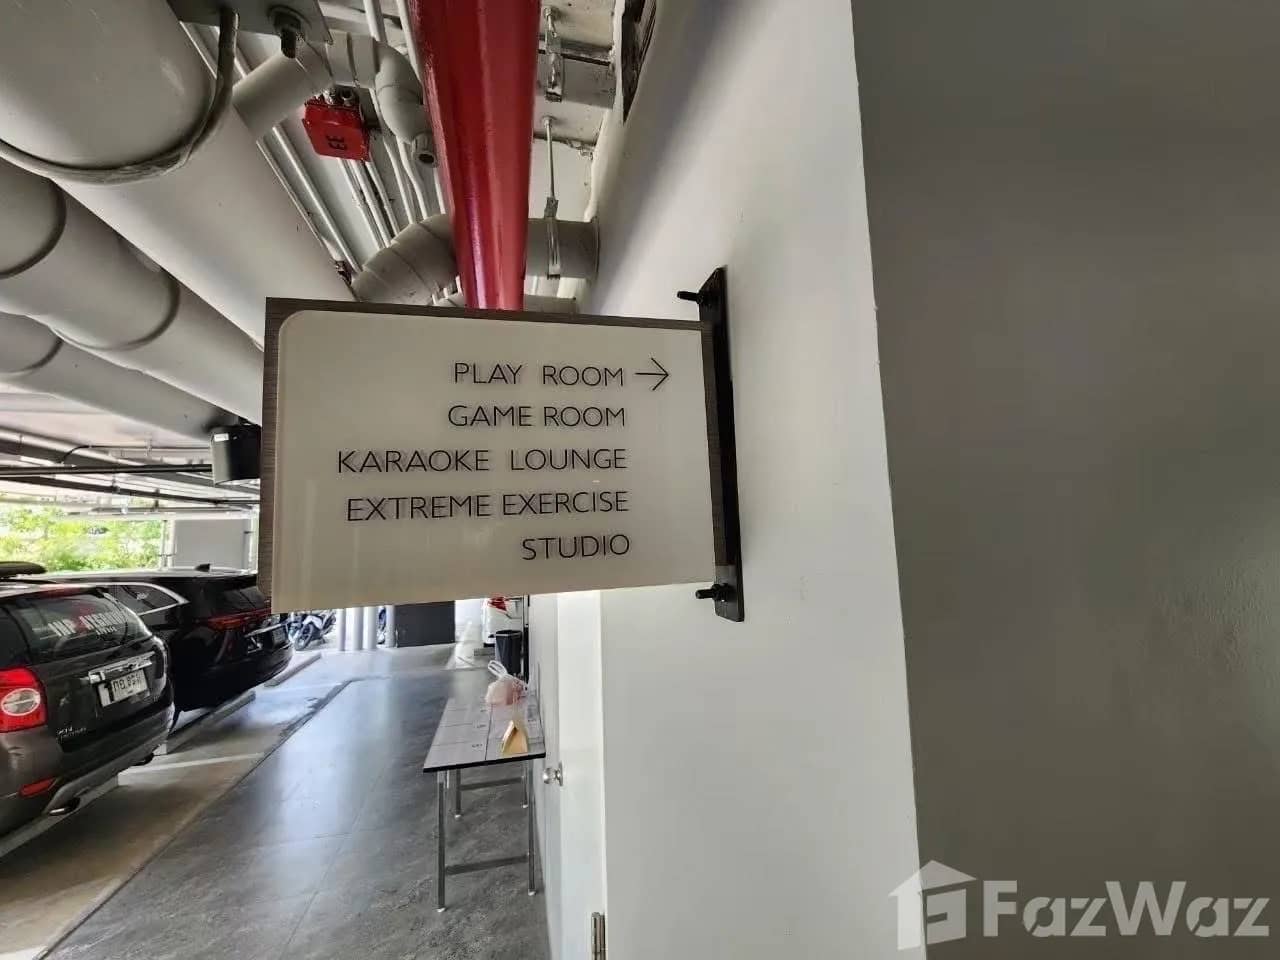 PLAY ROOM →
GAME ROOM
KARAOKE LOUNGE
EXTREME EXERCISE
STUDIO
FazWaz